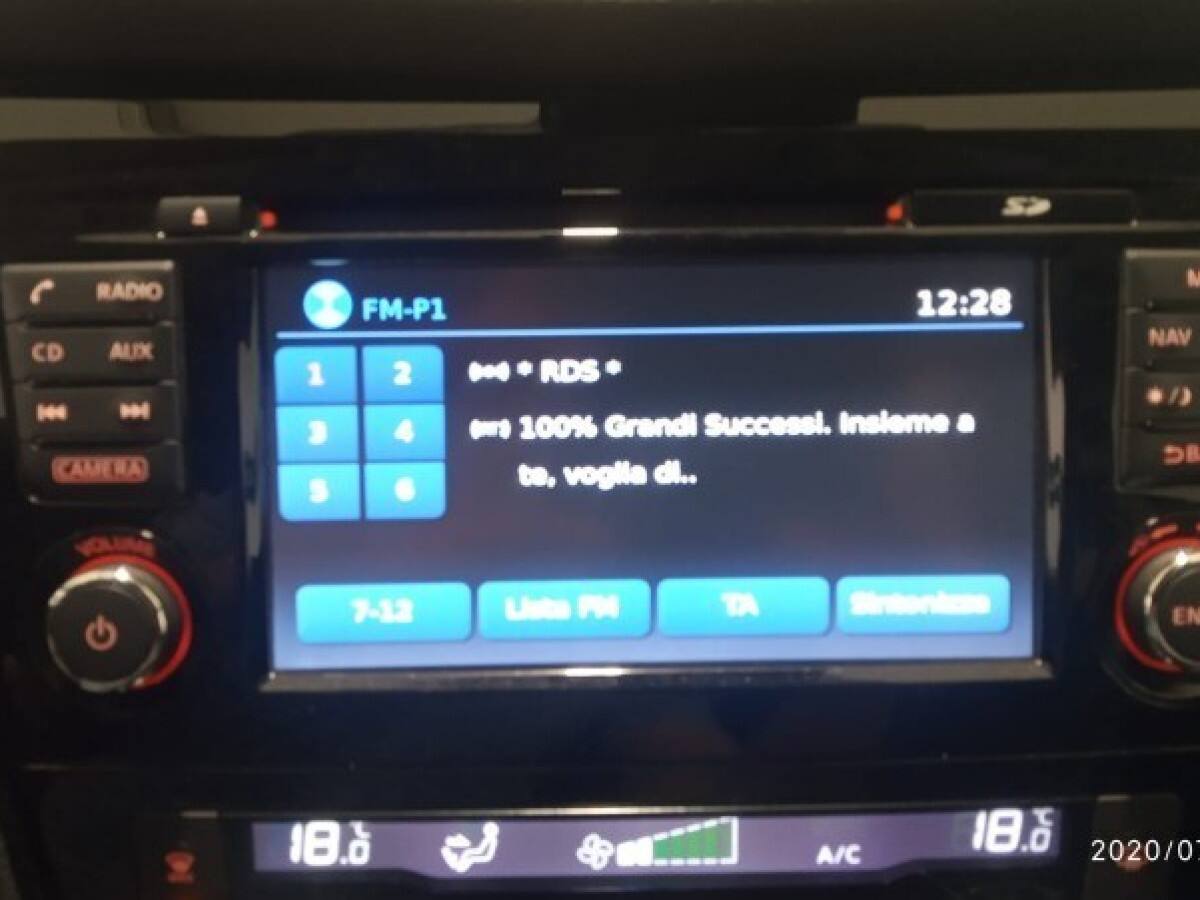 SD
RADIO
FM-P1
12:28
CD AUX
NAV
1 2
* RDS *
3 4
100% Grandi Successi. Insieme a
te, voglia di..
5 6
CAMERA
VOLUME
7-12 Lista FM TA Sintonizza
18.0 °C A/C 18.0 °C
2020/07